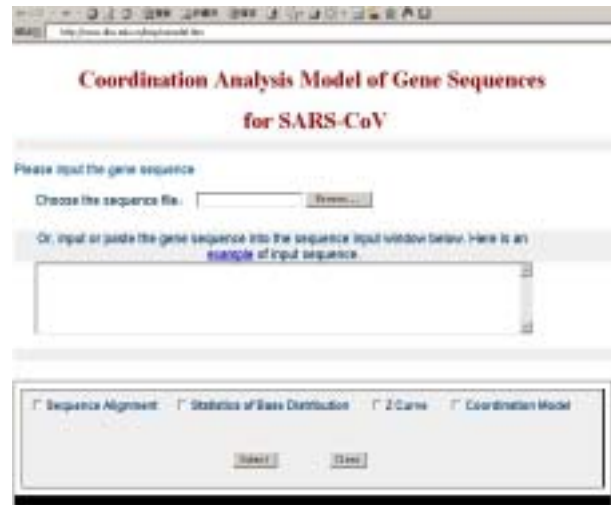 Coordination Analysis Model of Gene Sequences
for SARS-CoV
Please input the gene sequence
Choose the sequence file.
Browse...
Or, input or paste the gene sequence into the sequence input window below. Here is an
example of input sequence.
Sequence Alignment Statistics of Base Distribution Z Curve Coordination Model
Submit Clear